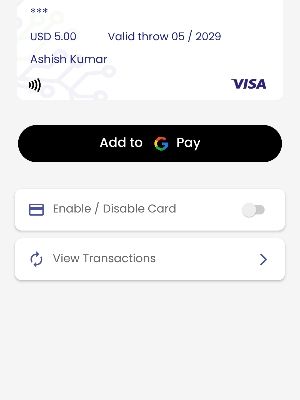 ***
USD 5.00 Valid throw 05 / 2029
Ashish Kumar
VISA
Add to G Pay
Enable / Disable Card
View Transactions